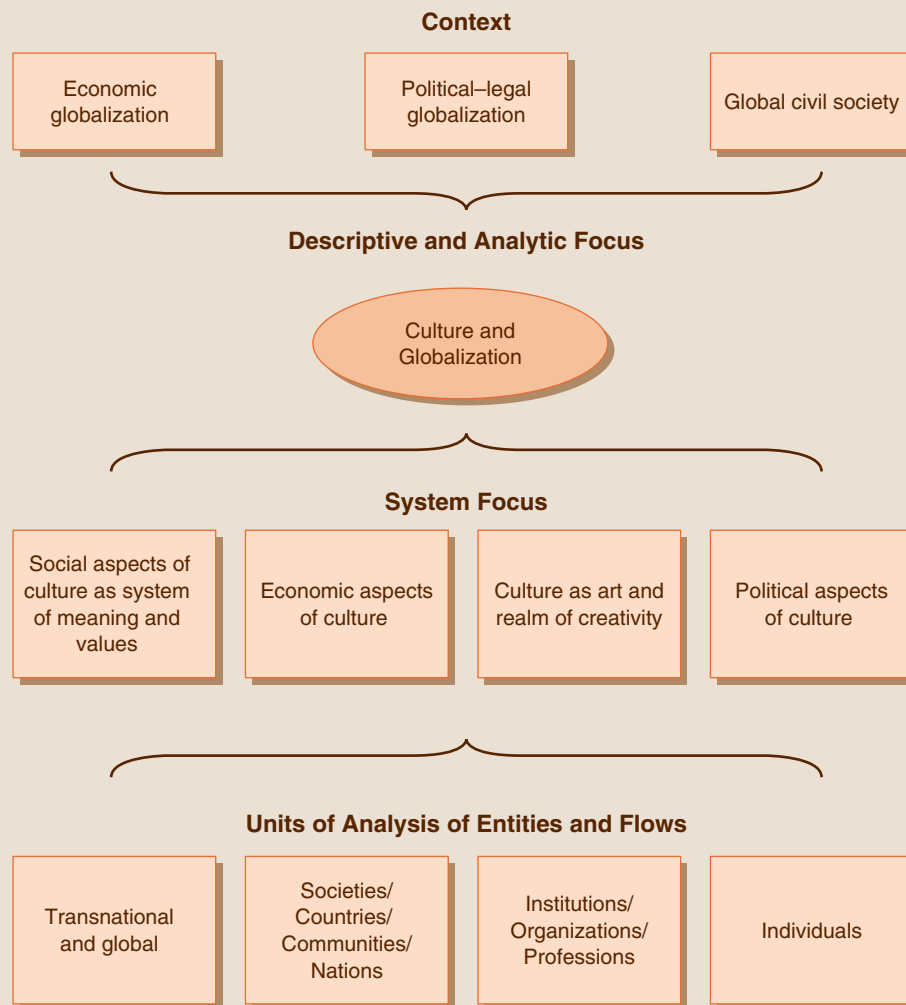 Context
Economic
globalization
Political–legal
globalization
Global civil society
Descriptive and Analytic Focus
Culture and
Globalization
System Focus
Social aspects of
culture as system
of meaning and
values
Economic aspects
of culture
Culture as art and
realm of creativity
Political aspects
of culture
Units of Analysis of Entities and Flows
Transnational
and global
Societies/
Countries/
Communities/
Nations
Institutions/
Organizations/
Professions
Individuals